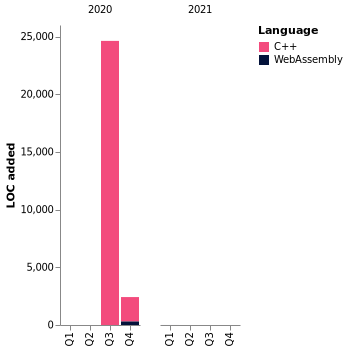 2020
2021
Language
C++
WebAssembly
LOC added
25,000
20,000
15,000
10,000
5,000
0
Q1
Q2
Q3
Q4
Q1
Q2
Q3
Q4